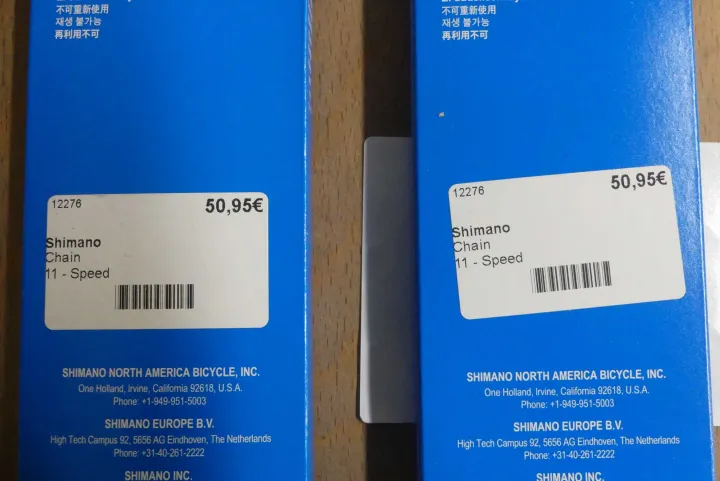 不可重新使用
재생 불가능
再利用不可
12276
50,95€
Shimano
Chain
11 - Speed
SHIMANO NORTH AMERICA BICYCLE, INC.
One Holland, Irvine, California 92618, U.S.A.
Phone: +1-949-951-5003
SHIMANO EUROPE B.V.
High Tech Campus 92, 5656 AG Eindhoven, The Netherlands
Phone: +31-40-261-2222
SHIMANO INC.
不可重新使用
재생 불가능
再利用不可
12276
50,95€
Shimano
Chain
11 - Speed
SHIMANO NORTH AMERICA BICYCLE, INC.
One Holland, Irvine, California 92618, U.S.A.
Phone: +1-949-951-5003
SHIMANO EUROPE B.V.
High Tech Campus 92, 5656 AG Eindhoven, The Netherlands
Phone: +31-40-261-2222
SHIMANO INC.